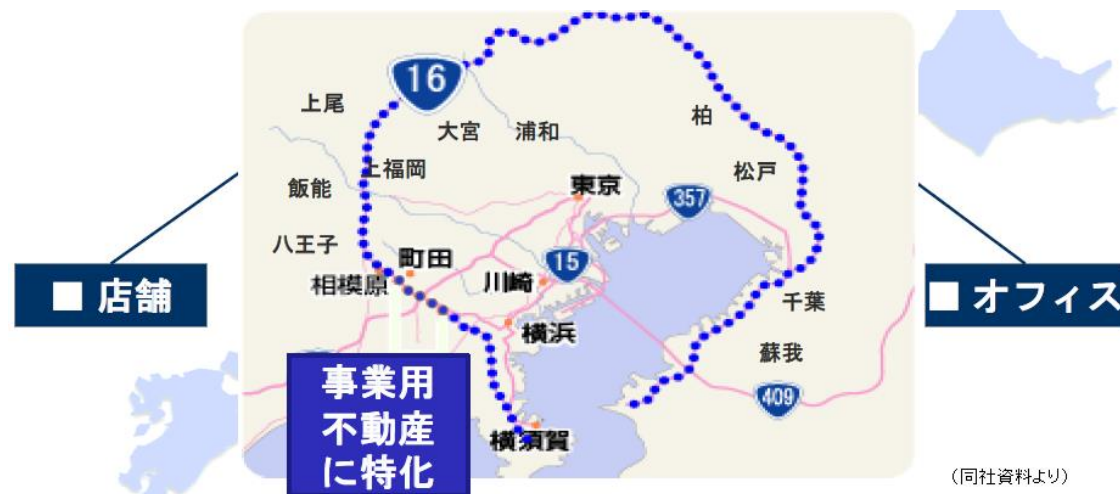 16
上尾
大宮
浦和
柏
上福岡
松戸
飯能
東京
357
八王子
町田
15
■ 店舗
相模原
川崎
■ オフィス
千葉
横浜
蘇我
事業用
不動産
に特化
409
横須賀
(同社資料より)